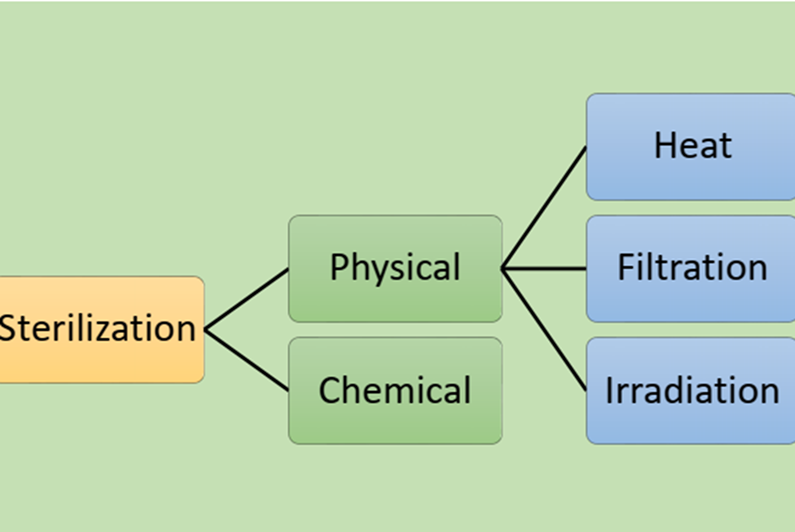 Sterilization
Physical
Chemical
Heat
Filtration
Irradiation